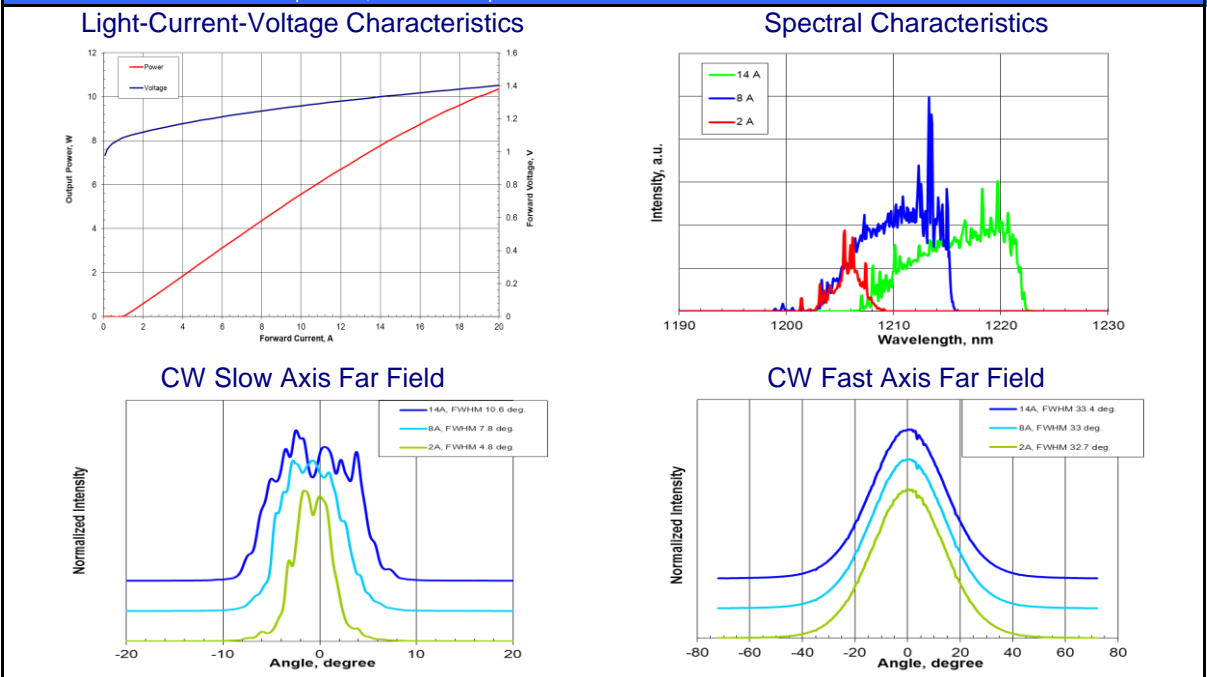 Light-Current-Voltage Characteristics
12
10
8
6
4
2
0
Output Power, W
Power
Voltage
1.6
1.4
1.2
1
0.8
0.6
0.4
0.2
0
Forward Voltage, V
0 2 4 6 8 10 12 14 16 18 20
Forward Current, A
Spectral Characteristics
Intensity, a.u.
14 A
8 A
2 A
1190 1200 1210 1220 1230
Wavelength, nm
CW Slow Axis Far Field
Normalized Intensity
14A, FWHM 10.6 deg.
8A, FWHM 7.8 deg.
2A, FWHM 4.8 deg.
-20 -10 0 10 20
Angle, degree
CW Fast Axis Far Field
Normalized Intensity
14A, FWHM 33.4 deg.
8A, FWHM 33 deg.
2A, FWHM 32.7 deg.
-80 -60 -40 -20 0 20 40 60 80
Angle, degree